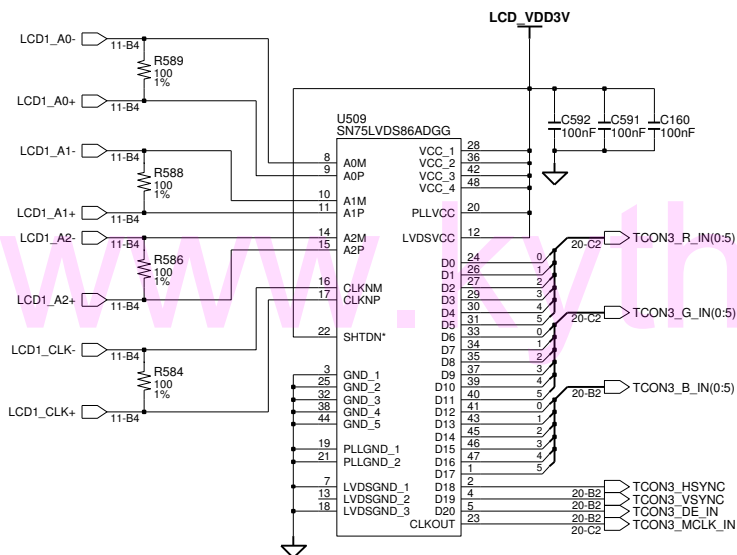 LCD_VDD3V
LCD1_A0-
11-B4
R589
100
1%
LCD1_A0+
11-B4
LCD1_A1-
11-B4
R588
100
1%
LCD1_A1+
11-B4
LCD1_A2-
11-B4
R586
100
1%
LCD1_A2+
11-B4
LCD1_CLK-
11-B4
R584
100
1%
LCD1_CLK+
11-B4
U509
SN75LVDS86ADGG
8 A0M
9 A0P
10 A1M
11 A1P
14 A2M
15 A2P
16 CLKNM
17 CLKNP
22 SHTDN*
3 GND_1
25 GND_2
32 GND_3
38 GND_4
44 GND_5
19 PLLGND_1
21 PLLGND_2
7 LVDSGND_1
13 LVDSGND_2
18 LVDSGND_3
VCC_1 28
VCC_2 36
VCC_3 42
VCC_4 48
PLLVCC 20
LVDSVCC 12
D0 24 0
D1 26 1
D2 27 2
D3 29 3
D4 30 4
D5 31 5
D6 33 0
D7 34 1
D8 35 2
D9 37 3
D10 39 4
D11 40 5
D12 41 0
D13 43 1
D14 45 2
D15 46 3
D16 47 4
D17 1 5
D18 2
D19 4
D20 5
CLKOUT 23
C592
100nF
C591
100nF
C160
100nF
20-C2 TCON3_R_IN(0:5)
20-C2 TCON3_G_IN(0:5)
20-B2 TCON3_B_IN(0:5)
TCON3_HSYNC
20-B2 TCON3_VSYNC
20-B2 TCON3_DE_IN
20-B2 TCON3_MCLK_IN
20-C2
www.kyth